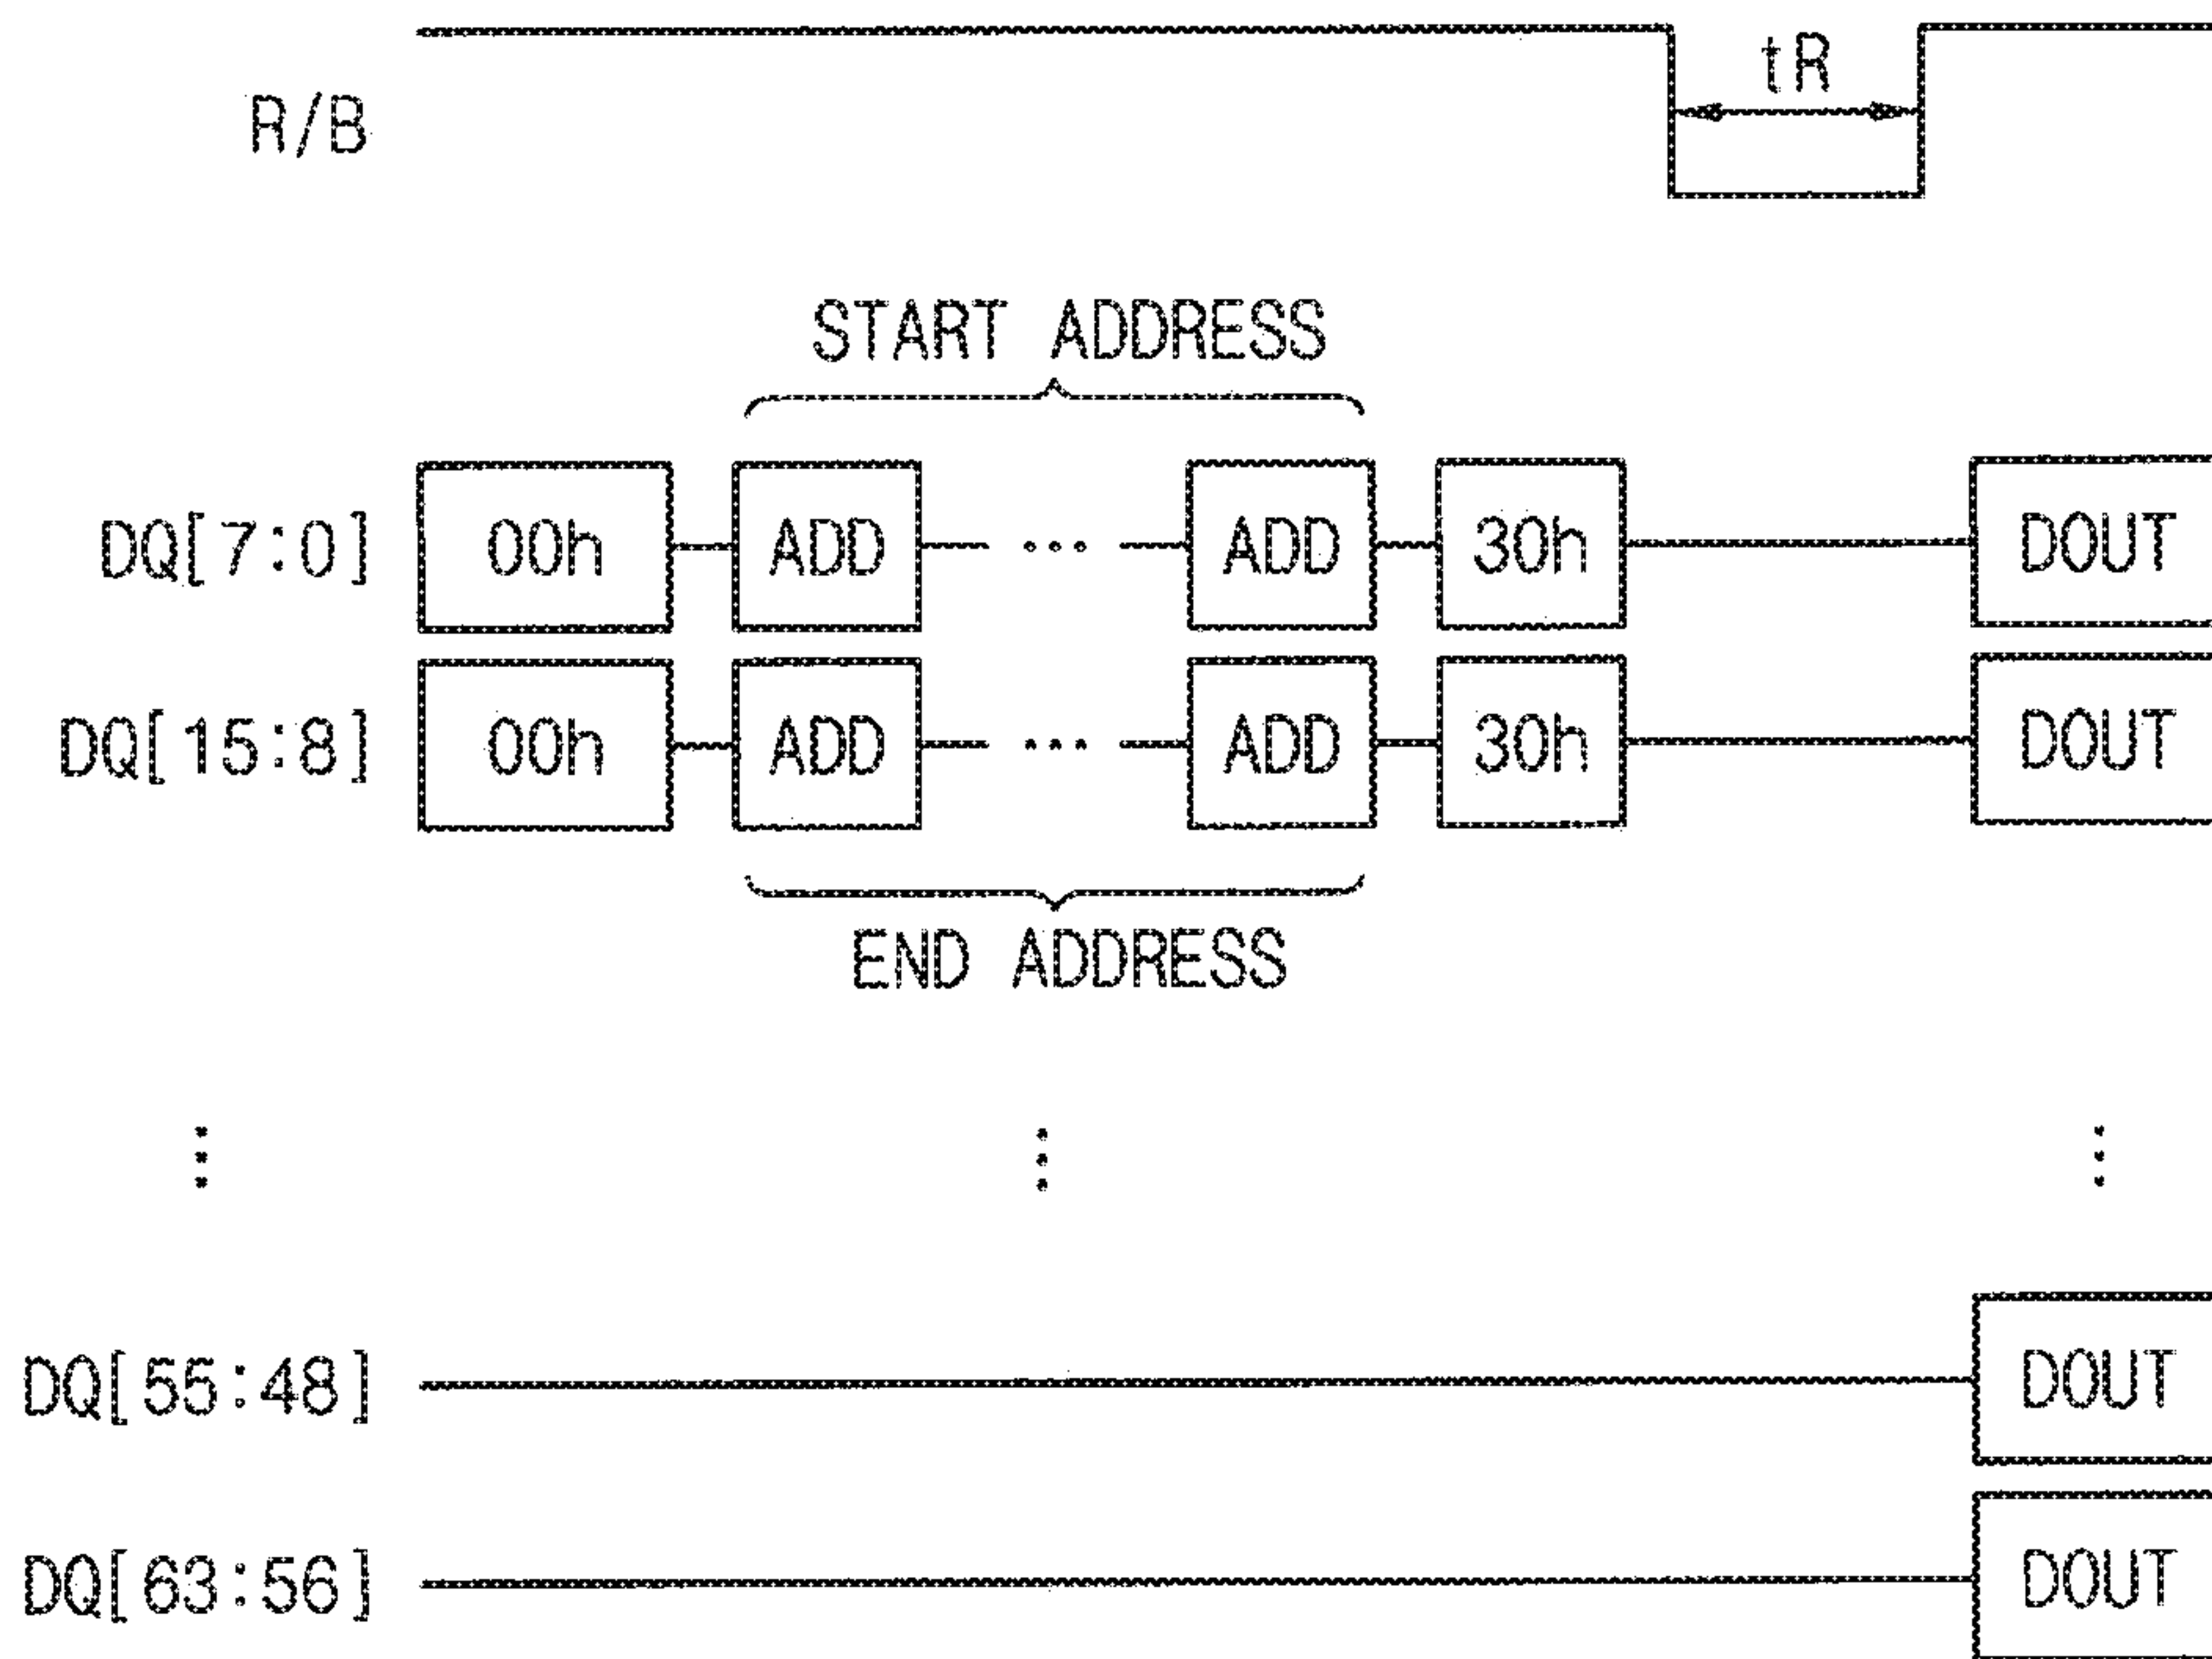 tR
R/B
START ADDRESS
DQ[7:0] 00h ADD ... ADD 30h DOUT
DQ[15:8] 00h ADD ... ADD 30h DOUT
END ADDRESS
DQ[55:48] DOUT
DQ[63:56] DOUT